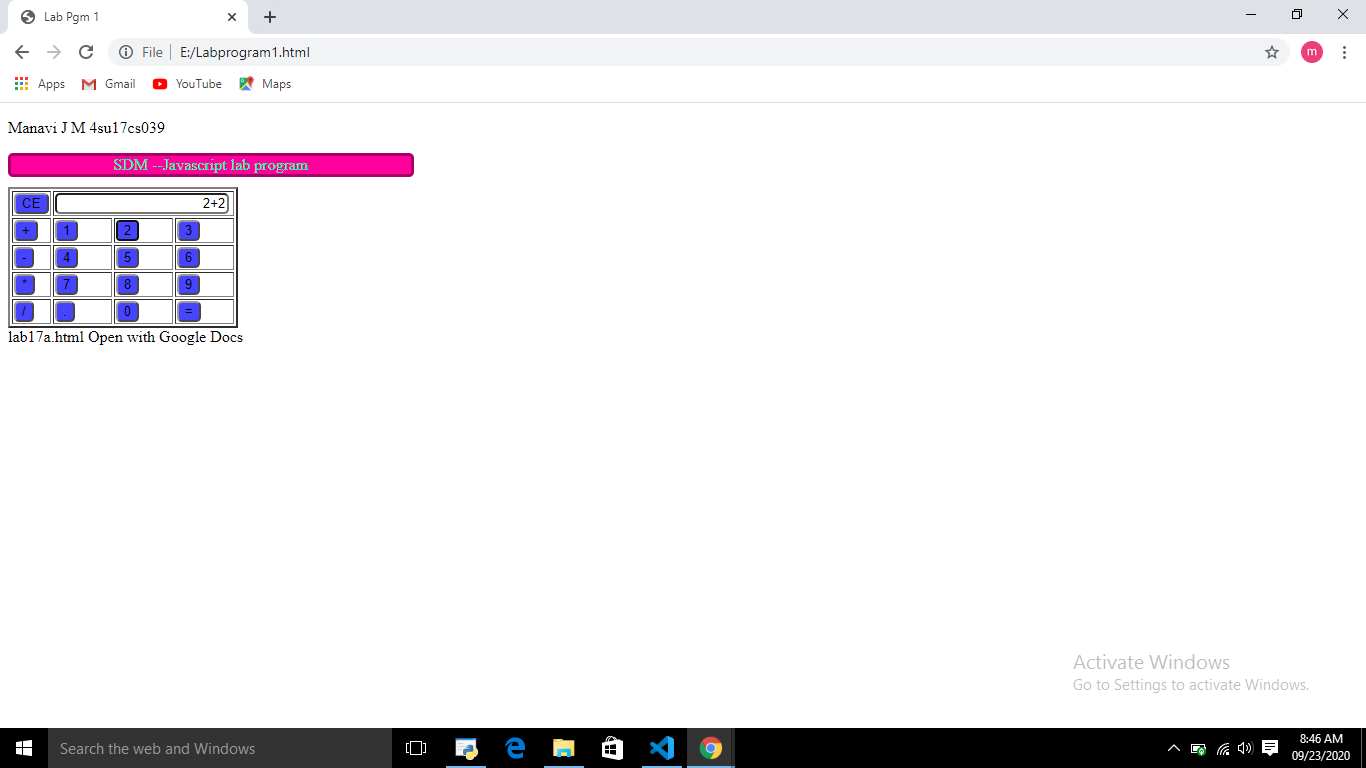 Lab Pgm 1
File E:/Labprogram1.html
m
Apps Gmail YouTube Maps
Manavi J M 4su17cs039
SDM --Javascript lab program
CE 2+2
+ 1 2 3
- 4 5 6
* 7 8 9
/ . 0 =
lab17a.html Open with Google Docs
Activate Windows
Go to Settings to activate Windows.
Search the web and Windows
8:46 AM
09/23/2020